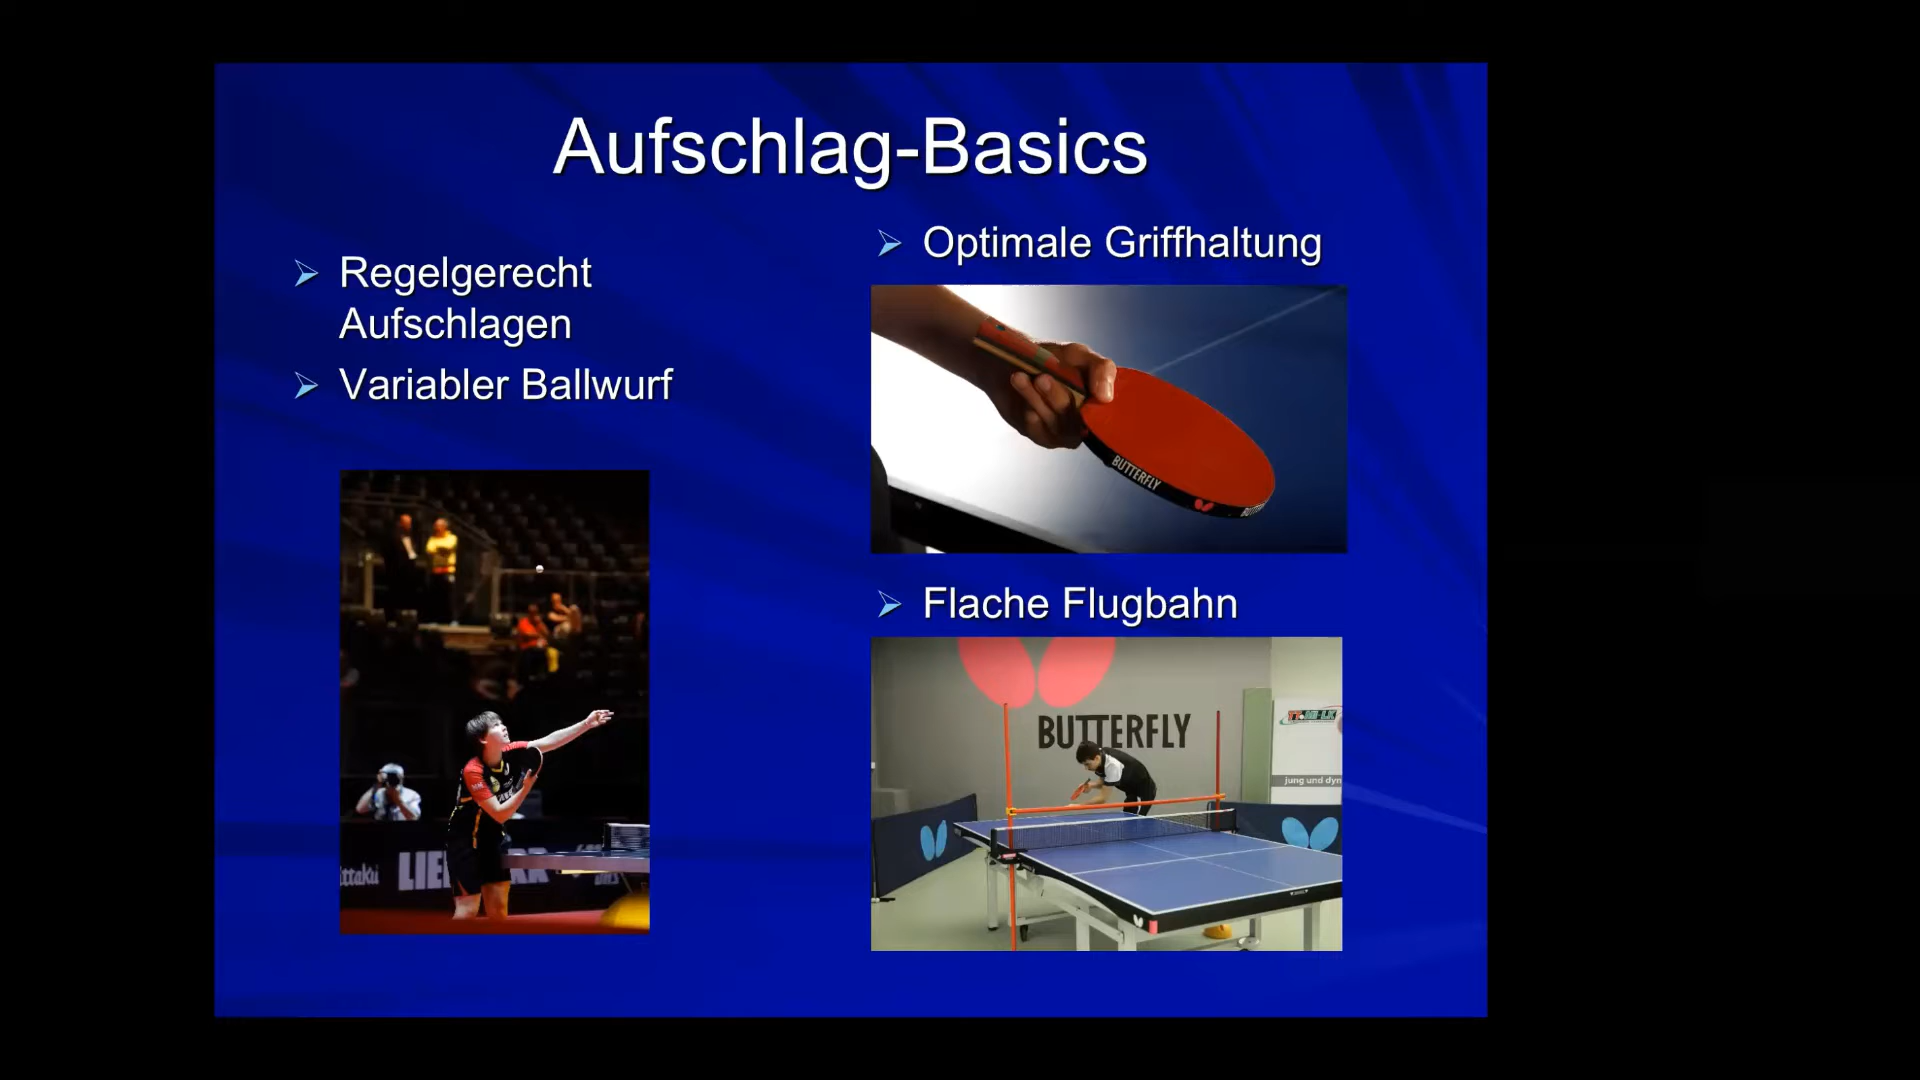 Aufschlag-Basics
Regelgerecht
Aufschlagen
Variabler Ballwurf
Optimale Griffhaltung
BUTTERFLY
Flache Flugbahn
BUTTERFLY
jung und dyn